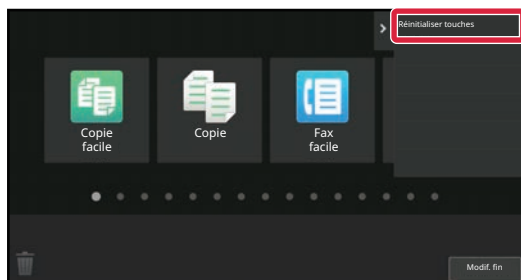 Réinitialiser touches
Copie
facile
Copie
Fax
facile
Modif. fin